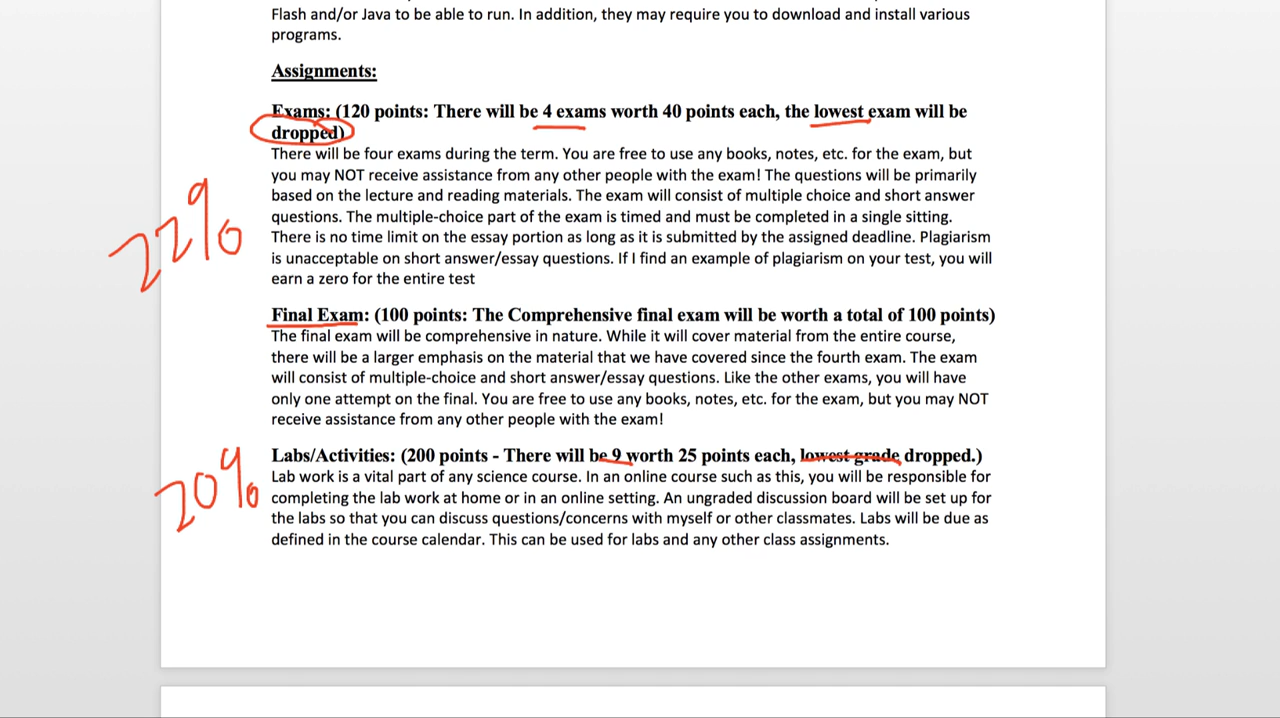 Flash and/or Java to be able to run. In addition, they may require you to download and install various
programs.
Assignments:
Exams: (120 points: There will be 4 exams worth 40 points each, the lowest exam will be
dropped)
There will be four exams during the term. You are free to use any books, notes, etc. for the exam, but
you may NOT receive assistance from any other people with the exam! The questions will be primarily
based on the lecture and reading materials. The exam will consist of multiple choice and short answer
questions. The multiple-choice part of the exam is timed and must be completed in a single sitting.
There is no time limit on the essay portion as long as it is submitted by the assigned deadline. Plagiarism
is unacceptable on short answer/essay questions. If I find an example of plagiarism on your test, you will
earn a zero for the entire test
22%
Final Exam: (100 points: The Comprehensive final exam will be worth a total of 100 points)
The final exam will be comprehensive in nature. While it will cover material from the entire course,
there will be a larger emphasis on the material that we have covered since the fourth exam. The exam
will consist of multiple-choice and short answer/essay questions. Like the other exams, you will have
only one attempt on the final. You are free to use any books, notes, etc. for the exam, but you may NOT
receive assistance from any other people with the exam!
Labs/Activities: (200 points - There will be 9 worth 25 points each, lowest grade dropped.)
Lab work is a vital part of any science course. In an online course such as this, you will be responsible for
completing the lab work at home or in an online setting. An ungraded discussion board will be set up for
the labs so that you can discuss questions/concerns with myself or other classmates. Labs will be due as
defined in the course calendar. This can be used for labs and any other class assignments.
20%